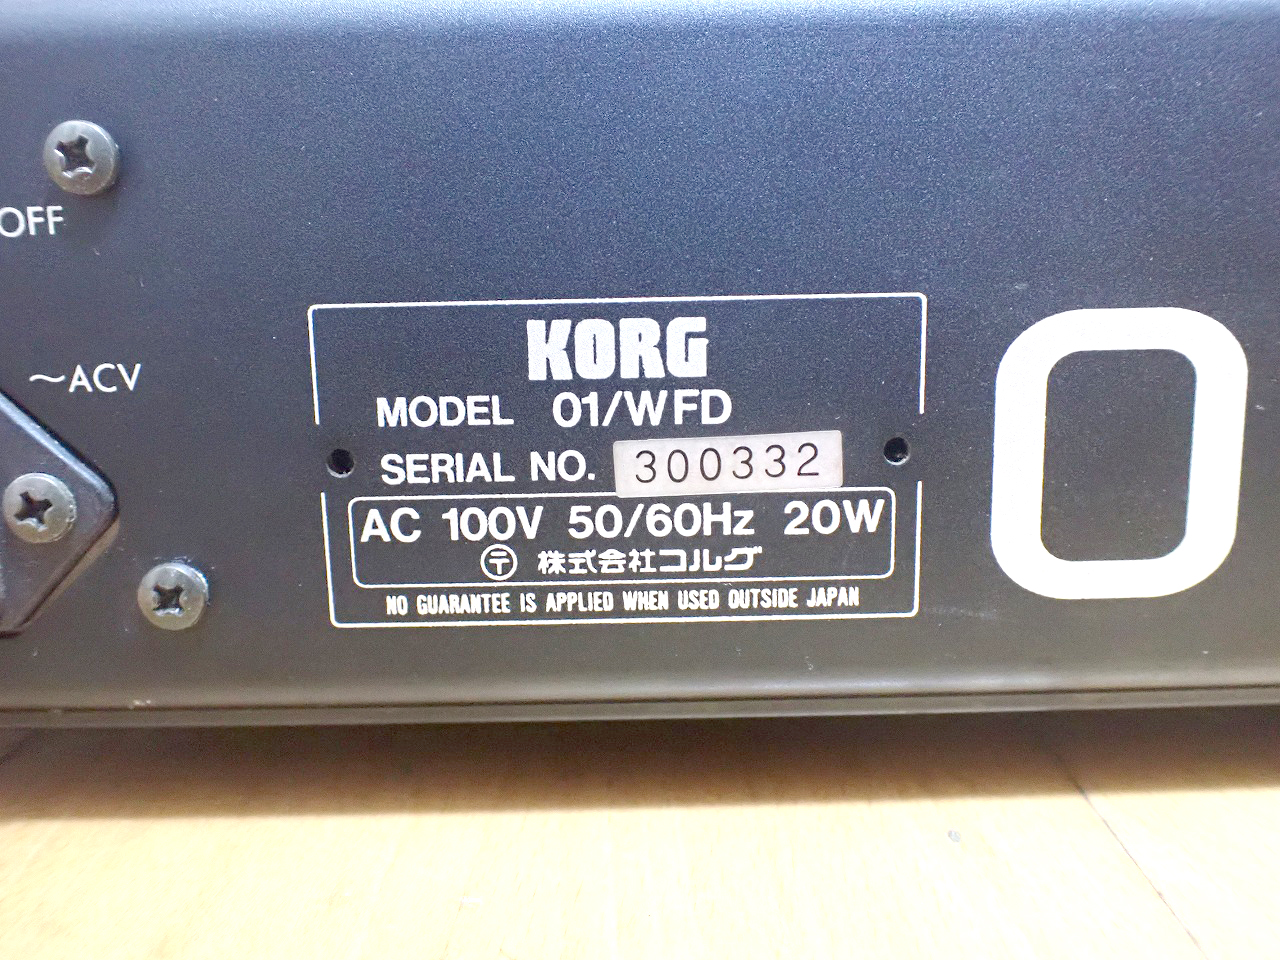 OFF
~ACV
KORG
MODEL 01/WFD
SERIAL NO. 300332
AC 100V 50/60Hz 20W
〒 株式会社コルグ
NO GUARANTEE IS APPLIED WHEN USED OUTSIDE JAPAN
0